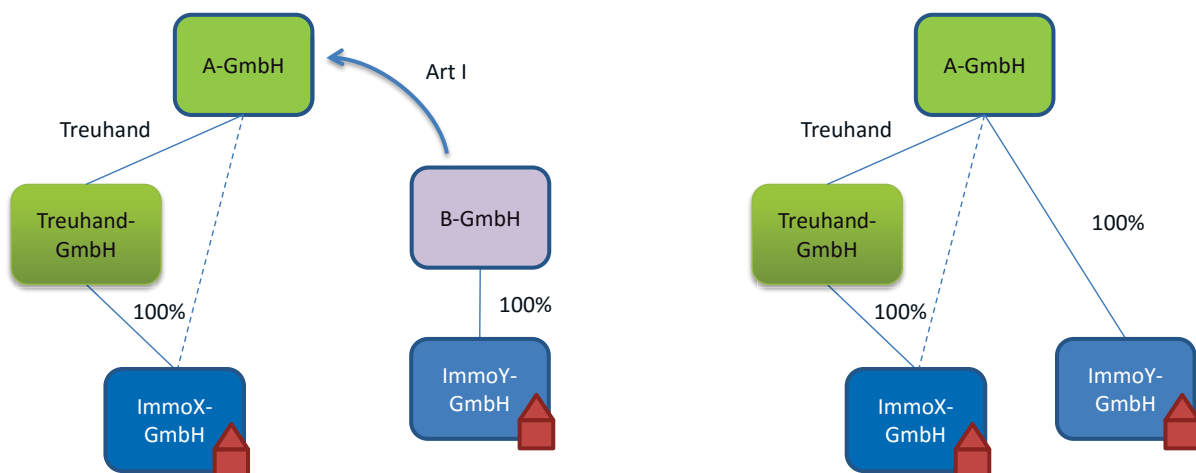 A-GmbH
Art I
Treuhand
Treuhand-
GmbH
B-GmbH
100%
100%
ImmoX-
GmbH
ImmoY-
GmbH
A-GmbH
Treuhand
Treuhand-
GmbH
100%
100%
ImmoX-
GmbH
ImmoY-
GmbH